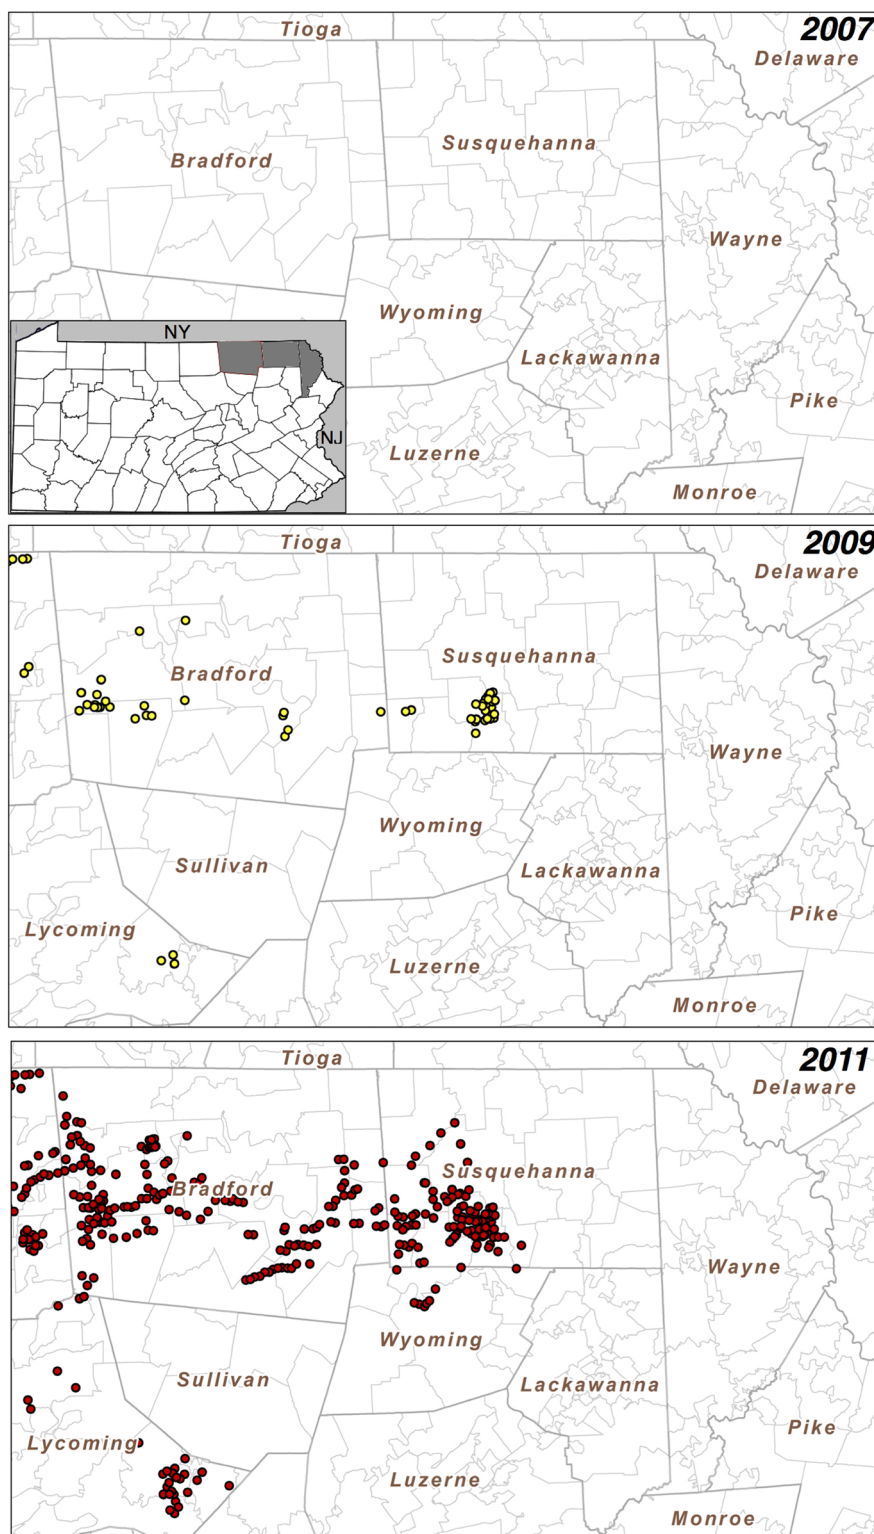 Tioga
2007
Delaware
Susquehanna
Bradford
Wayne
Wyoming
NY
Lackawanna
Pike
NJ
Luzerne
Monroe
Tioga
2009
Delaware
Susquehanna
Bradford
Wayne
Wyoming
Sullivan
Lackawanna
Pike
Lycoming
Luzerne
Monroe
Tioga
2011
Delaware
Susquehanna
Bradford
Wayne
Wyoming
Sullivan
Lackawanna
Pike
Lycoming
Luzerne
Monroe